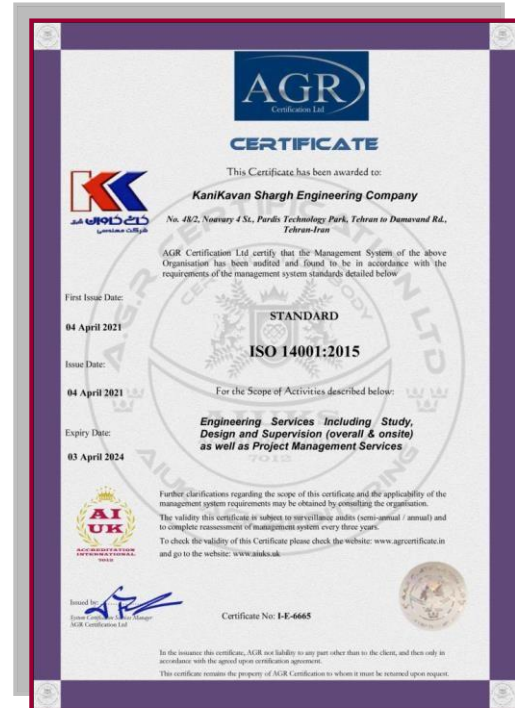 AGR
Certification Ltd
CERTIFICATE
This Certificate has been awarded to:
KaniKavan Shargh Engineering Company
No. 48/2, Noavary 4 St., Pardis Technology Park, Tehran to Damavand Rd.,
Tehran-Iran
کانی کاوان شرق
شرکت مهندسی
AGR Certification Ltd certify that the Management System of the above
Organisation has been audited and found to be in accordance with the
requirements of the management system standards detailed below
First Issue Date:
04 April 2021
STANDARD
ISO 14001:2015
Issue Date:
04 April 2021
For the Scope of Activities described below:
Engineering Services Including Study,
Design and Supervision (overall & onsite)
as well as Project Management Services
Expiry Date:
03 April 2024
Further clarifications regarding the scope of this certificate and the applicability of the
management system requirements may be obtained by consulting the organisation.
The validity this certificate is subject to surveillance audits (semi-annual / annual) and
to complete reassessment of management system every three years.
To check the validity of this Certificate please check the website: www.agrcertificate.in
and go to the website: www.aiuks.uk
AI
UK
ACCREDITATION
INTERNATIONAL
7012
Issued by:
AGR Certification Ltd
Certificate No: I-E-6665
In the issuance this certificate, AGR not liability to any part other than to the client, and then only in
accordance with the agreed upon certification agreement.
This certificate remains the property of AGR Certification to whom it must be returned upon request.